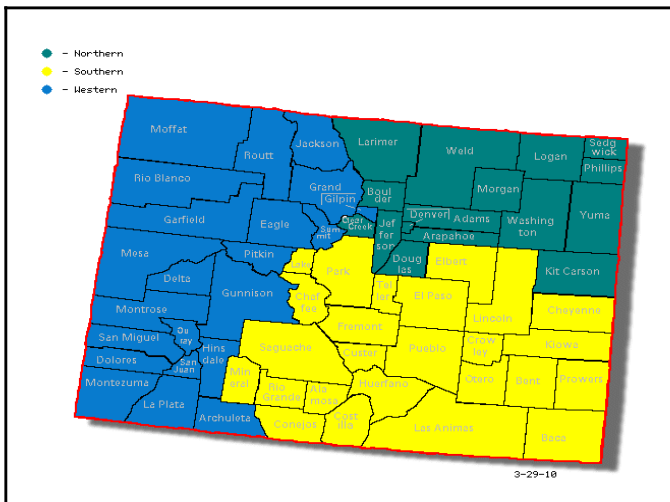 - Northern
- Southern
- Western
Moffat
Routt
Jackson
Larimer
Weld
Logan
Sedg
wick
Phillips
Rio Blanco
Grand
Gilpin
Boul
der
Morgan
Washing
ton
Yuma
Garfield
Eagle
Sum
mit
Clear
Creek
Jef
fer
son
Denver
Adams
Arapahoe
Mesa
Pitkin
Lake
Park
Doug
las
Elbert
Kit Carson
Delta
Gunnison
Chaf
fee
Tel
ler
El Paso
Lincoln
Cheyenne
Montrose
Fremont
San Miguel
Ou
ray
Hins
dale
Saguache
Custer
Pueblo
Crow
ley
Kiowa
Dolores
San
Juan
Min
eral
Rio
Grande
Ala
mosa
Huerfano
Otero
Bent
Prowers
Montezuma
La Plata
Archuleta
Conejos
Cost
illa
Las Animas
Baca
3-29-10